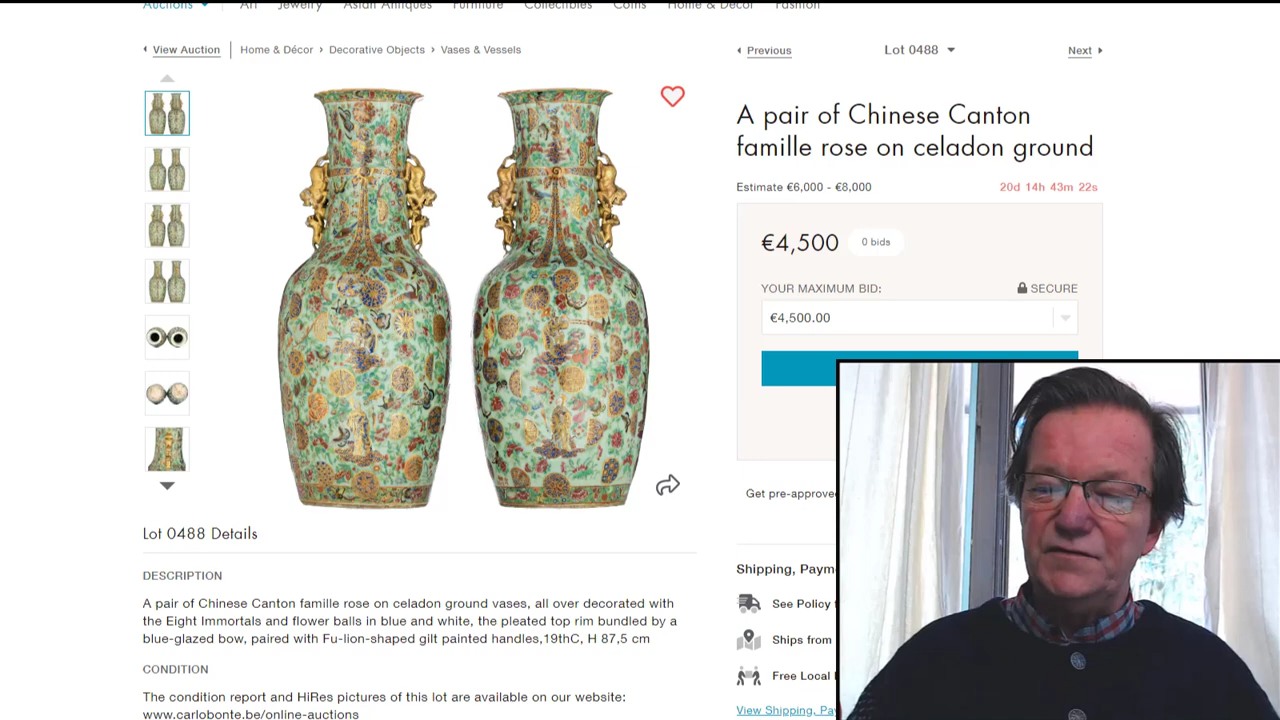 Auctions Art Jewelry Asian Antiques Furniture Collectibles Coins Home & Décor Fashion
View Auction Home & Décor › Decorative Objects › Vases & Vessels
Previous Lot 0488 Next
A pair of Chinese Canton
famille rose on celadon ground
Estimate €6,000 - €8,000 20d 14h 43m 22s
€4,500 0 bids
YOUR MAXIMUM BID: SECURE
€4,500.00
Get pre-approve
Lot 0488 Details
Shipping, Paym
DESCRIPTION
See Policy
A pair of Chinese Canton famille rose on celadon ground vases, all over decorated with
the Eight Immortals and flower balls in blue and white, the pleated top rim bundled by a
blue-glazed bow, paired with Fu-lion-shaped gilt painted handles,19thC, H 87,5 cm
Ships from
CONDITION
Free Local
The condition report and HiRes pictures of this lot are available on our website:
www.carlobonte.be/online-auctions
View Shipping, Pa